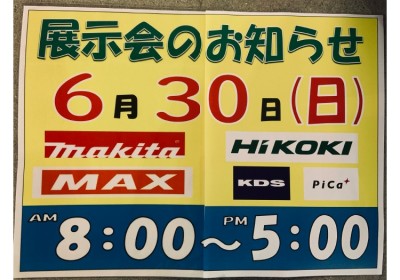 展示会のお知らせ
6月30日(日)
makita HiKOKI
MAX KDS PiCa+
AM 8:00～PM 5:00